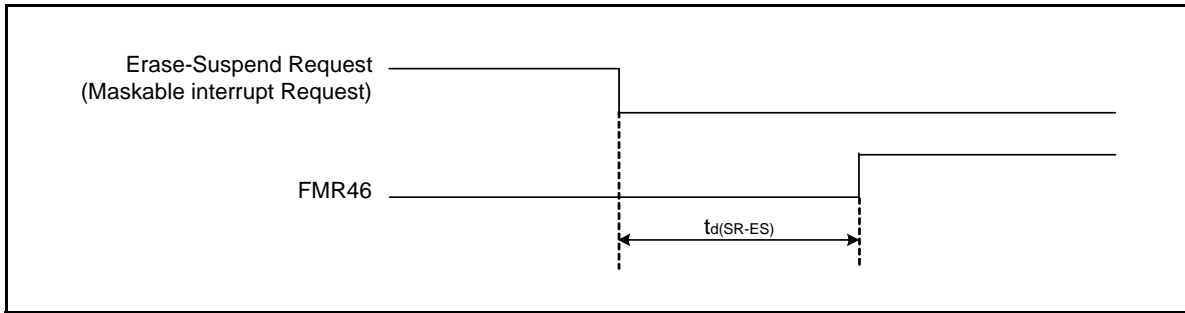 Erase-Suspend Request
(Maskable interrupt Request)
FMR46
td(SR-ES)